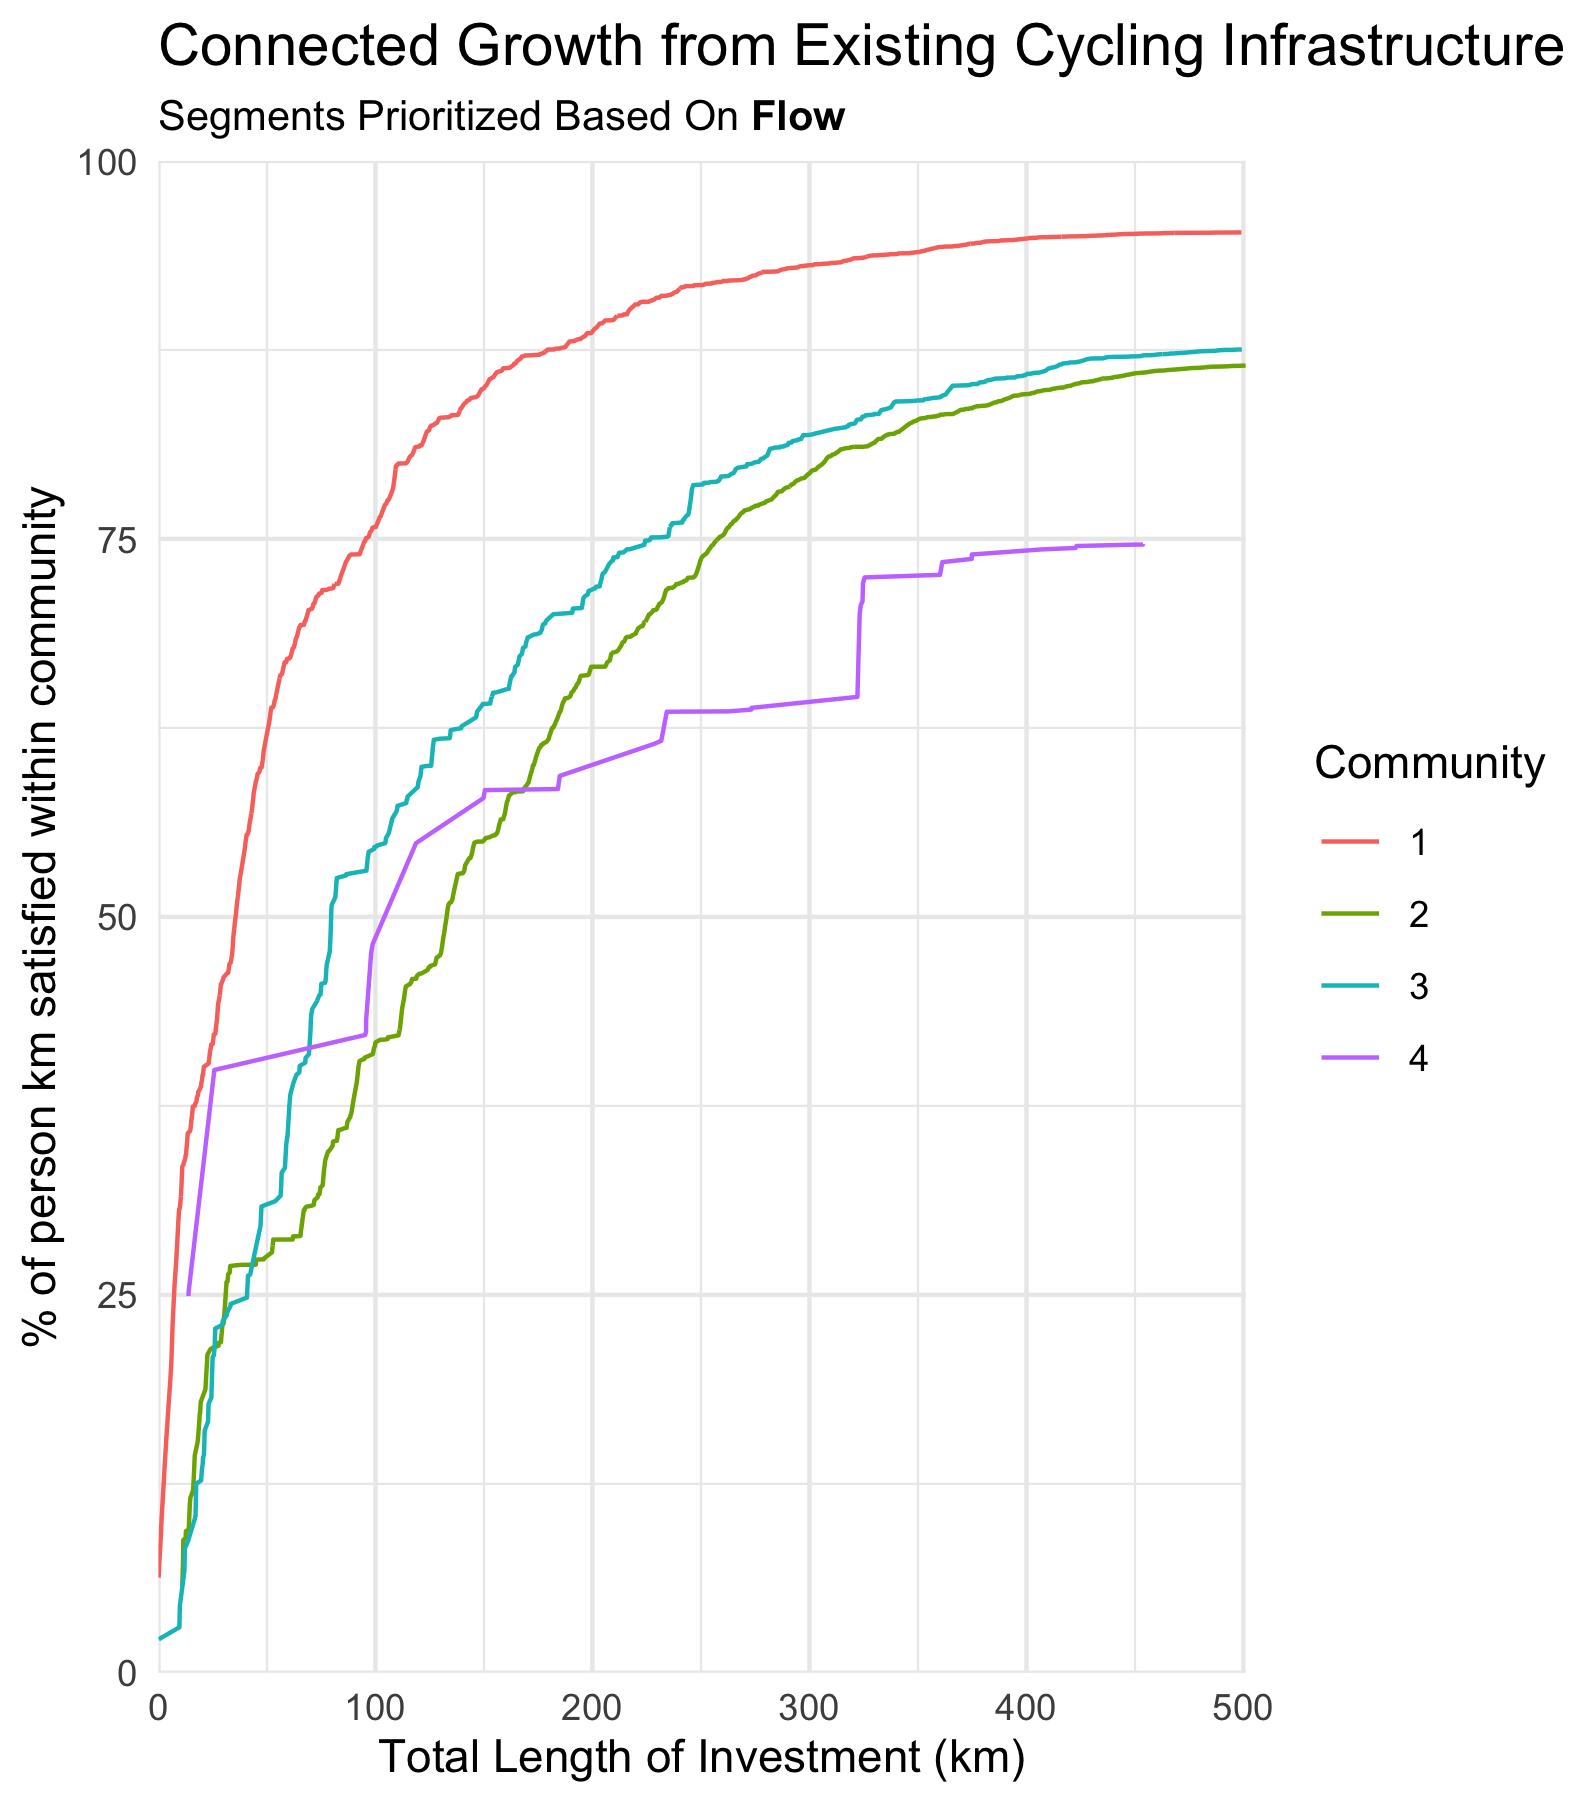 Connected Growth from Existing Cycling Infrastructure
Segments Prioritized Based On Flow
% of person km satisfied within community
100
75
50
25
0
0 100 200 300 400 500
Total Length of Investment (km)
Community
1
2
3
4